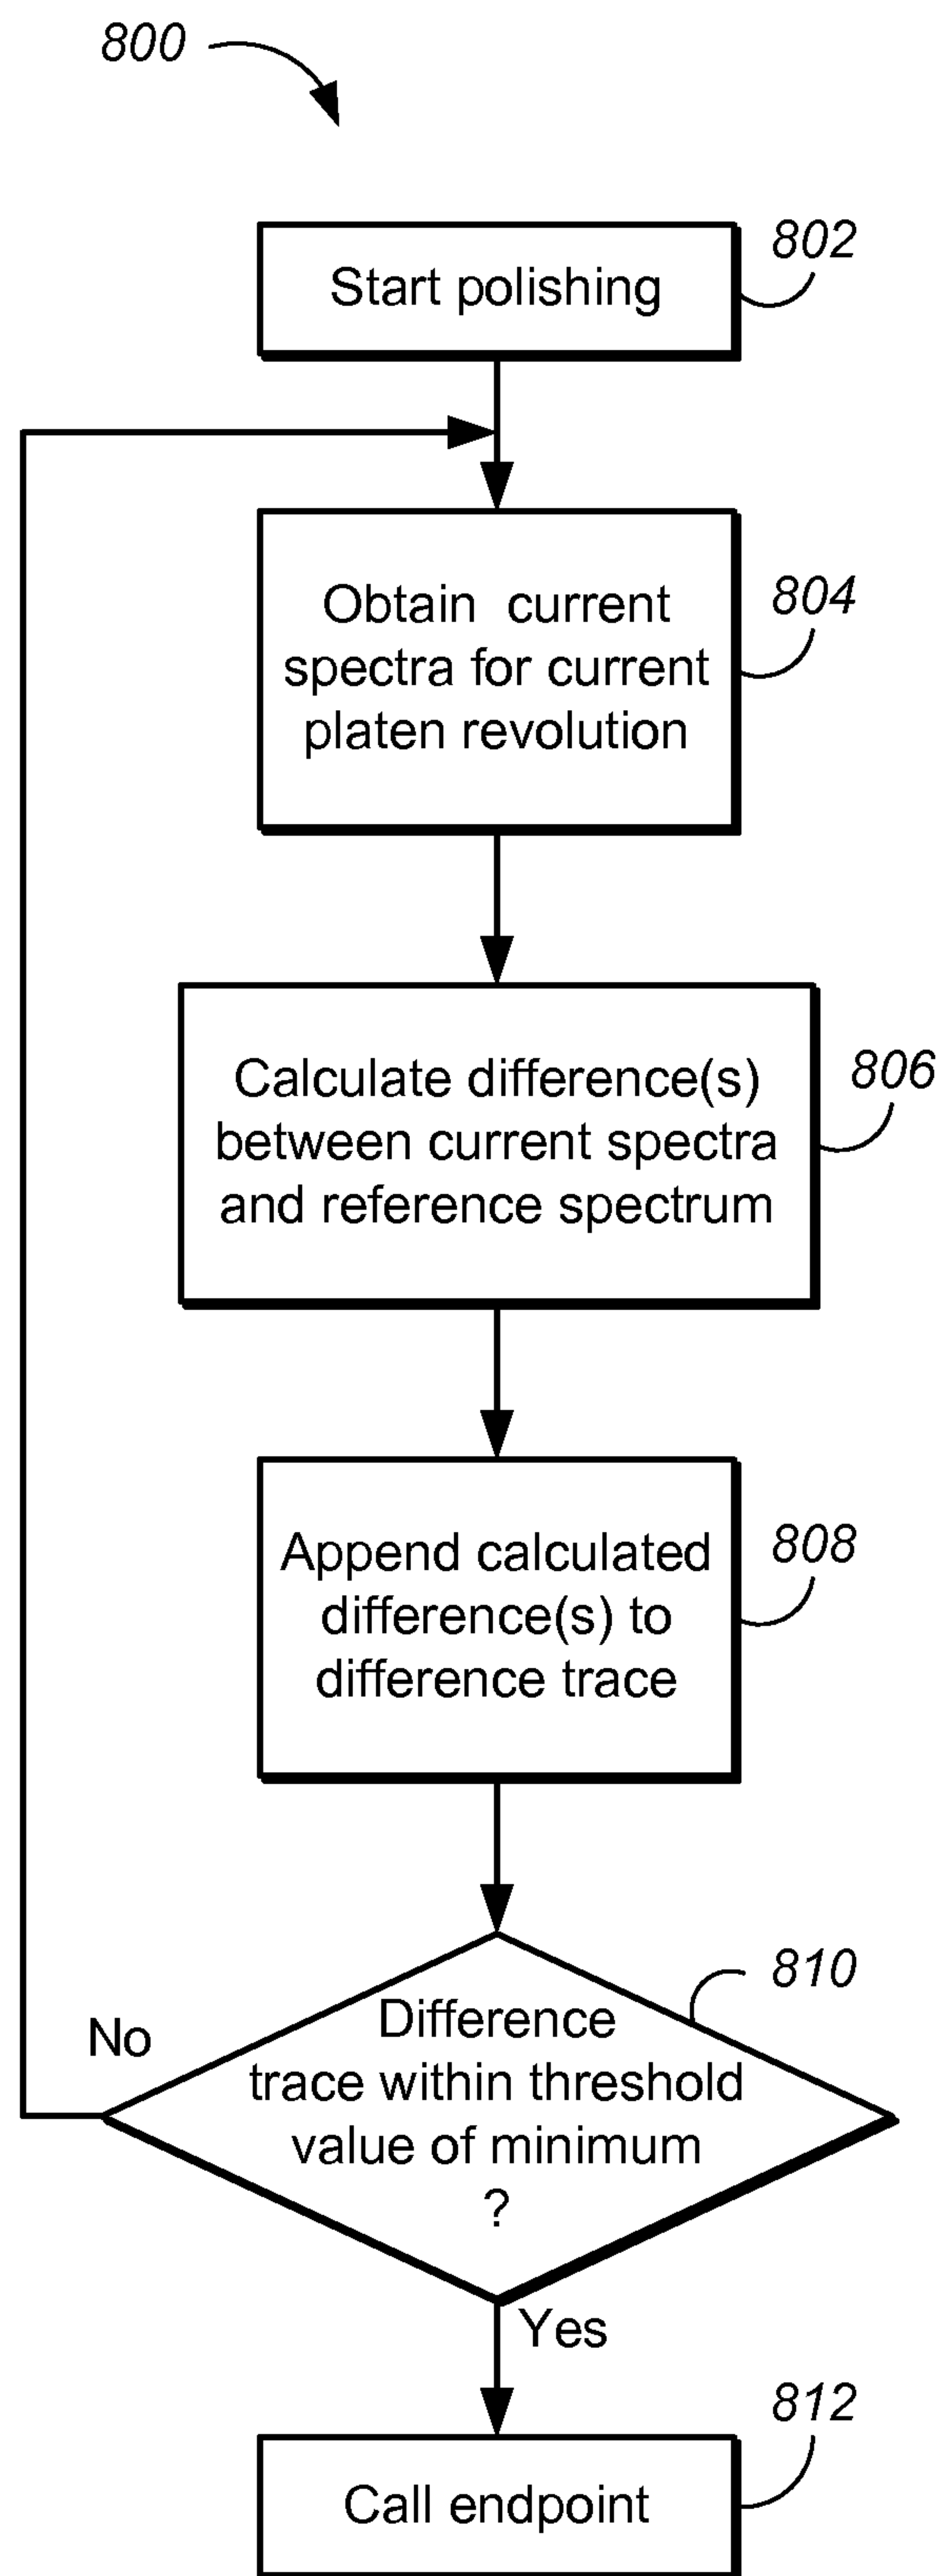 800
802
Start polishing
804
Obtain current
spectra for current
platen revolution
806
Calculate difference(s)
between current spectra
and reference spectrum
808
Append calculated
difference(s) to
difference trace
810
No
Difference
trace within threshold
value of minimum
?
Yes
812
Call endpoint